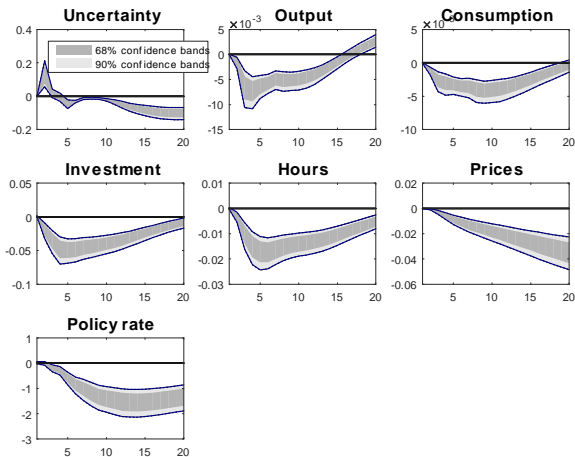 Uncertainty
0.4
0.2
0
-0.2
5 10 15 20
68% confidence bands
90% confidence bands
Output
×10^-3
5
0
-5
-10
-15
5 10 15 20
Consumption
5
0
-5
-10
5 10 15 20
Investment
0.05
0
-0.05
-0.1
5 10 15 20
Hours
0.01
0
-0.01
-0.02
-0.03
5 10 15 20
Prices
0.02
0
-0.02
-0.04
-0.06
5 10 15 20
Policy rate
1
0
-1
-2
-3
5 10 15 20